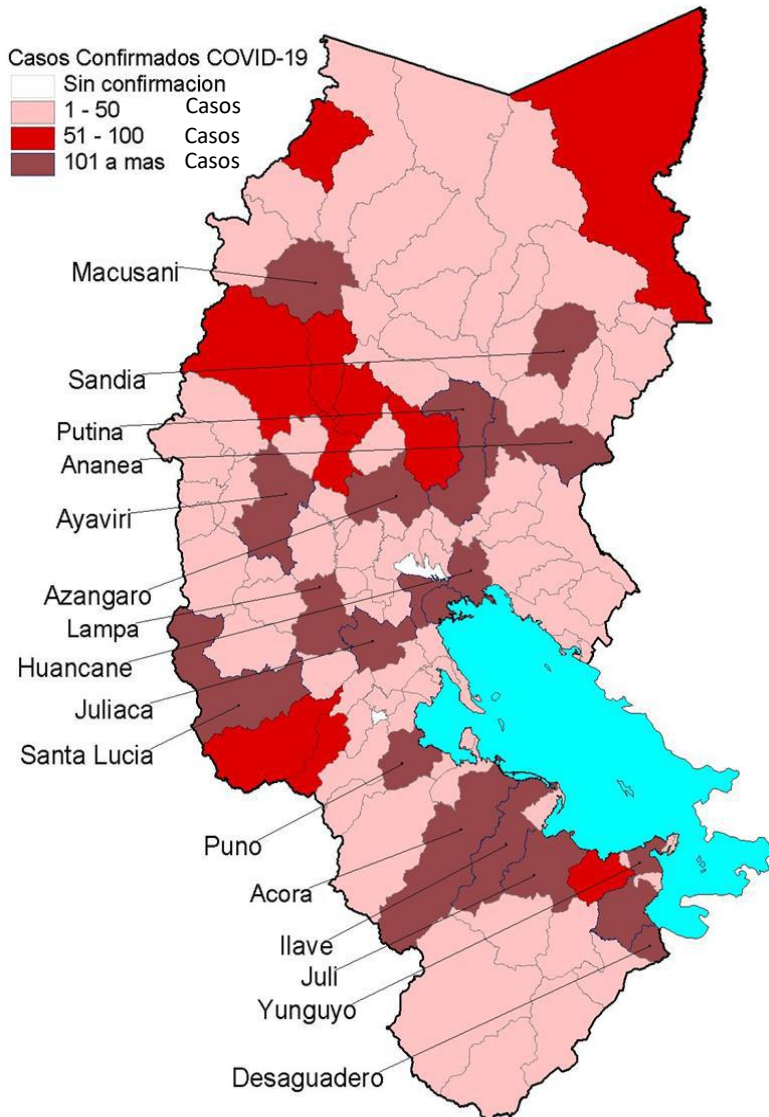 Casos Confirmados COVID-19
Sin confirmacion
1 - 50 Casos
51 - 100 Casos
101 a mas Casos
Macusani
Sandia
Putina
Ananea
Ayaviri
Azangaro
Lampa
Huancane
Juliaca
Santa Lucia
Puno
Acora
Ilave
Juli
Yunguyo
Desaguadero